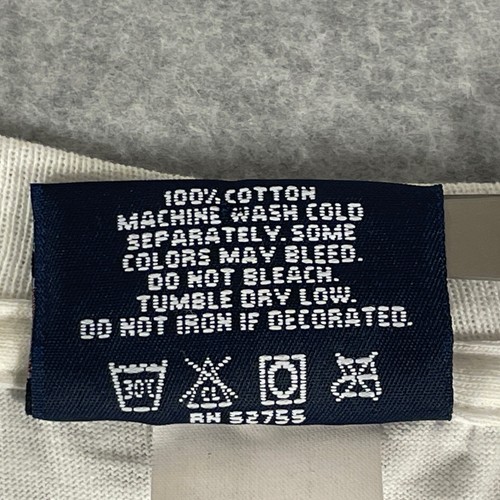 100% COTTON
MACHINE WASH COLD
SEPARATELY. SOME
COLORS MAY BLEED.
DO NOT BLEACH.
TUMBLE DRY LOW.
DO NOT IRON IF DECORATED.
30°C CL
RN 52755